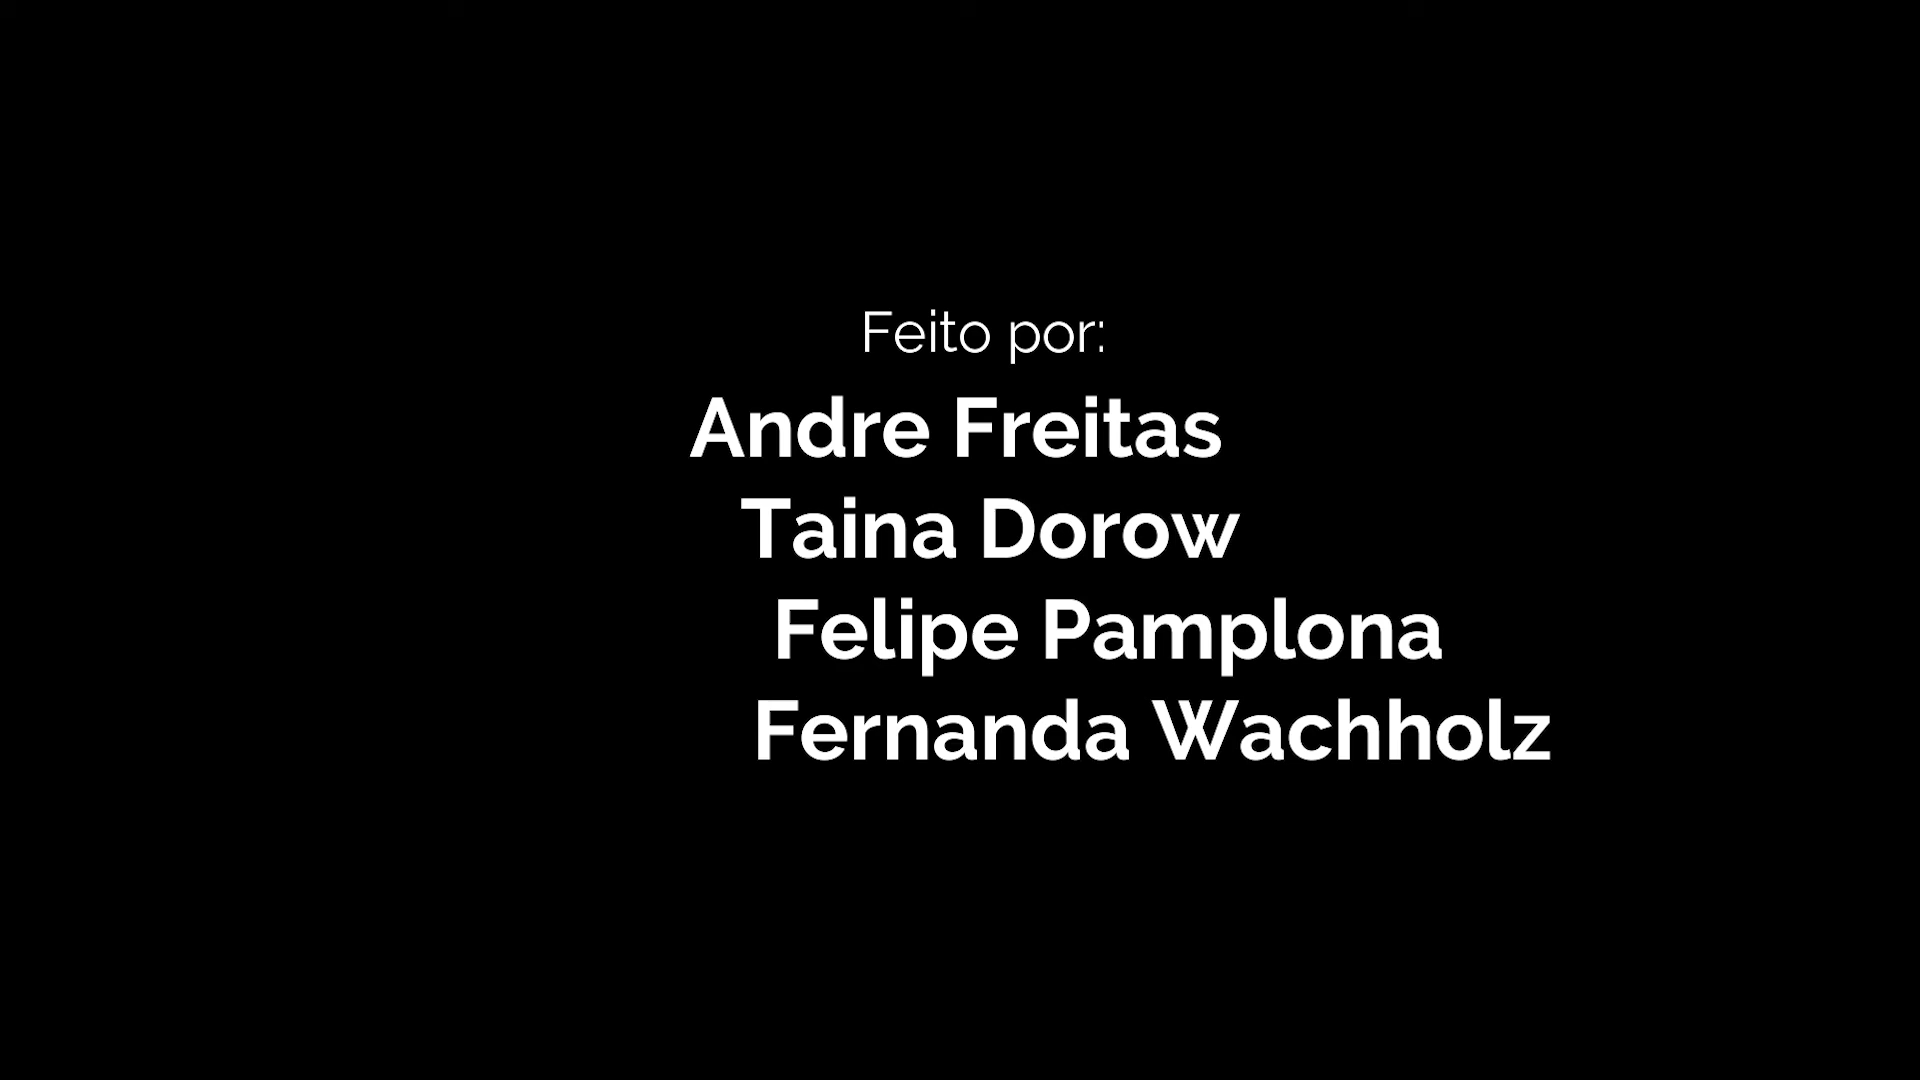 Feito por:
Andre Freitas
Taina Dorow
Felipe Pamplona
Fernanda Wachholz